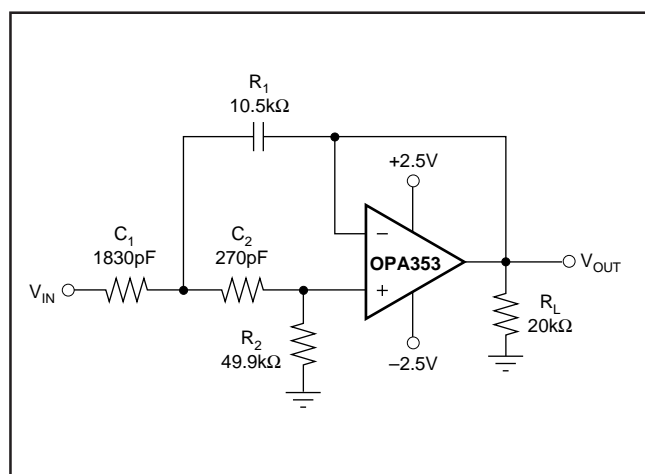 R1
10.5kΩ
+2.5V
C1
1830pF
C2
270pF
−
OPA353
+
VIN
VOUT
R2
49.9kΩ
RL
20kΩ
–2.5V